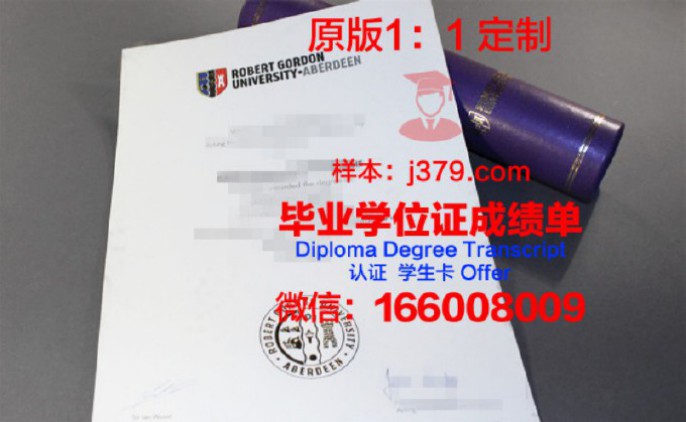 原版1：1 定制
ROBERT GORDON
UNIVERSITY•ABERDEEN
样本：j379.com
毕业学位证成绩单
Diploma Degree Transcript
认证 学生卡 Offer
微信：166008009
ROBERT UNIVERSITY
ABERDEEN